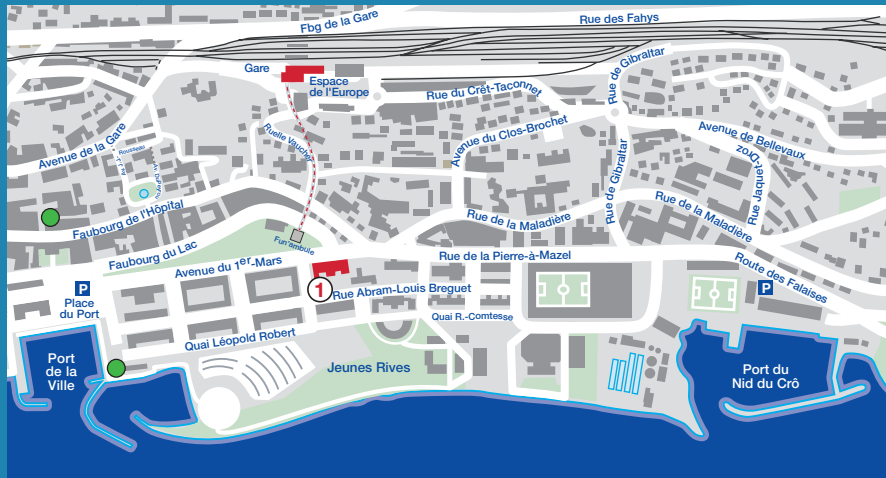 Fbg de la Gare
Rue des Fahys
Gare
Espace
de l'Europe
Rue du Crêt-Taconnet
Rue de Gibraltar
Avenue de la Gare
Rousseau
Av. J.-J.
Av. DuPeyrou
Ruelle Vaucher
Avenue du Clos-Brochet
Avenue de Bellevaux
Rue Jaquet-Droz
Rue de Gibraltar
Faubourg de l'Hôpital
Rue de la Maladière
Rue de la Maladière
Fun'ambule
Faubourg du Lac
Avenue du 1er-Mars
Rue de la Pierre-à-Mazel
Route des Falaises
P
Place
du Port
1
Rue Abram-Louis Breguet
P
Quai R.-Comtesse
Quai Léopold Robert
Port
de la
Ville
Jeunes Rives
Port du
Nid du Crô